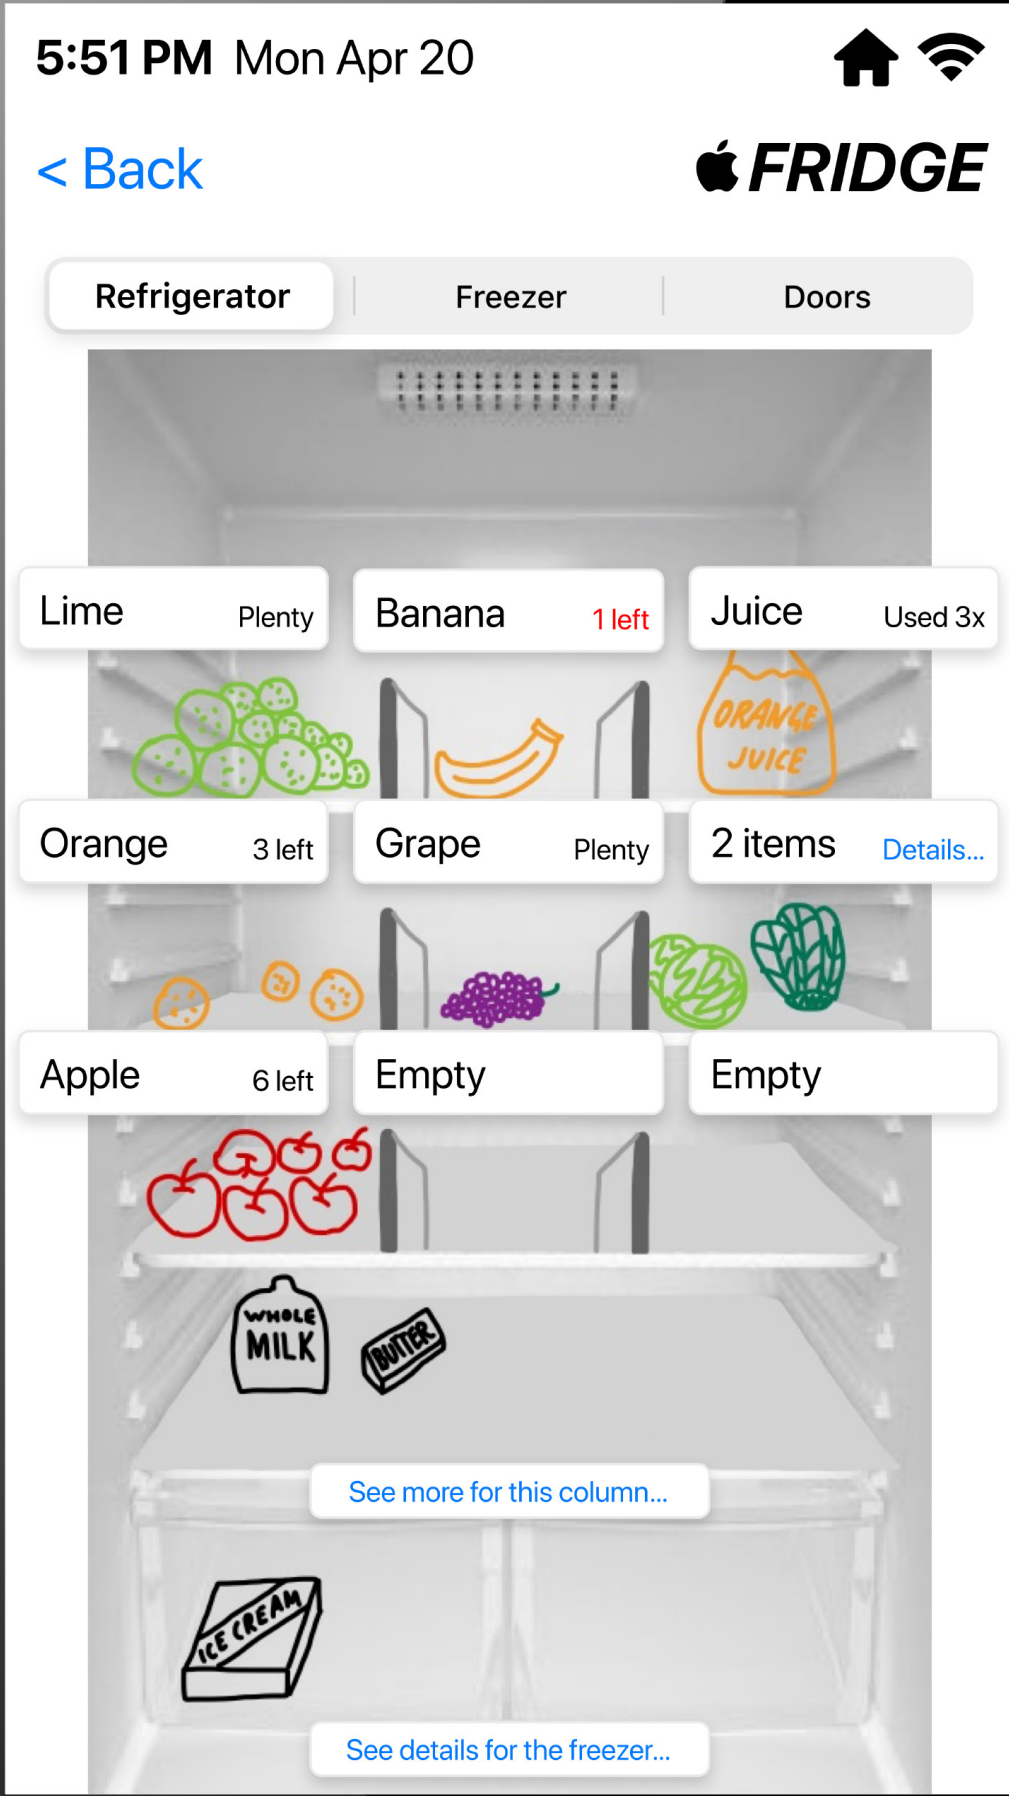 5:51 PM Mon Apr 20
< Back
FRIDGE
Refrigerator Freezer Doors
Lime Plenty
Banana 1 left
Juice Used 3x
ORANGE
JUICE
Orange 3 left
Grape Plenty
2 items Details...
Apple 6 left
Empty
Empty
WHOLE
MILK
BUTTER
See more for this column...
ICE CREAM
See details for the freezer...